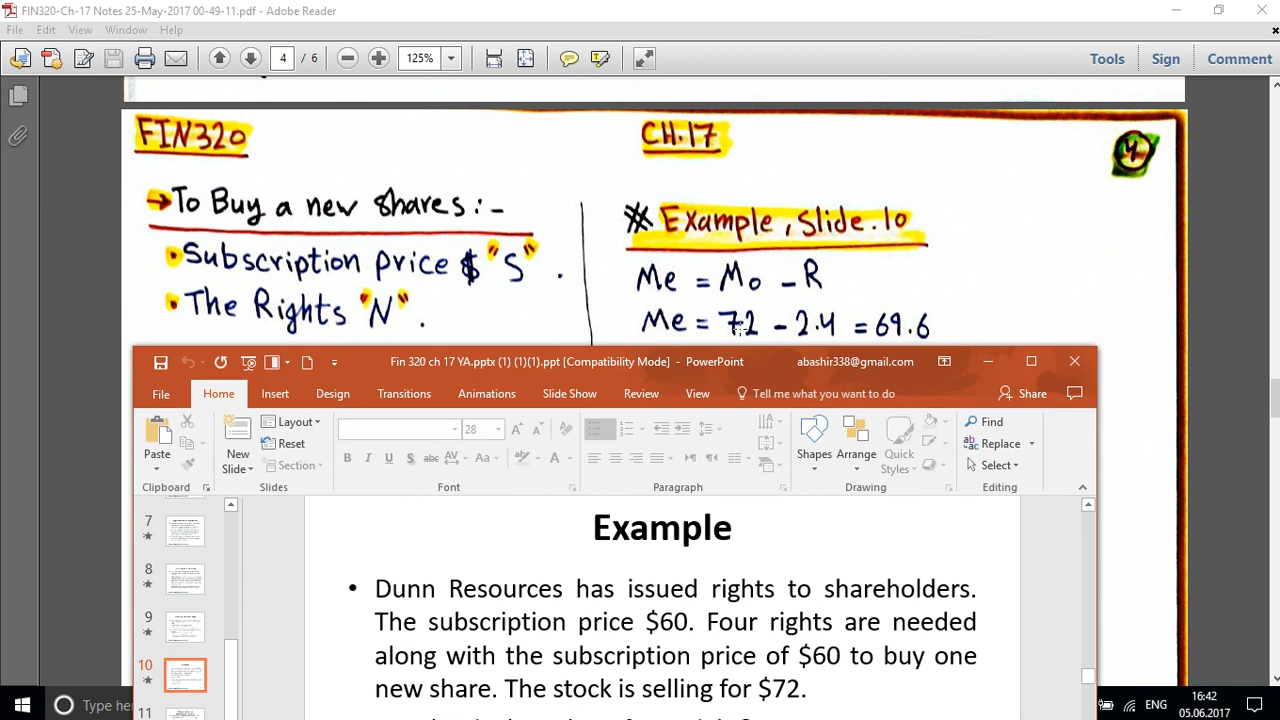 FIN320-Ch-17 Notes 25-May-2017 00-49-11.pdf - Adobe Reader
File Edit View Window Help
4 / 6 125% Tools Sign Comment
FIN320 CH.17 4
→To Buy a new shares:-
• Subscription price $ "S" .
• The Rights "N" .
* Example, Slide.10
Me = Mo - R
Me = 72 - 2.4 = 69.6
Fin 320 ch 17 YA.pptx (1) (1)(1).ppt [Compatibility Mode] - PowerPoint abashir338@gmail.com
File Home Insert Design Transitions Animations Slide Show Review View Tell me what you want to do Share
Paste
New Slide
Layout
Reset
Section
28
B I U S abc AV Aa A
Shapes Arrange Quick Styles
Find
Replace
Select
Clipboard Slides Font Paragraph Drawing Editing
7
8
9
10
11
Example
• Dunn Resources has issued rights to shareholders.
The subscription price $60. Four rights are needed
along with the subscription price of $60 to buy one
new share. The stock is selling for $72.
Type here
ENG 16:42
05.06.2017